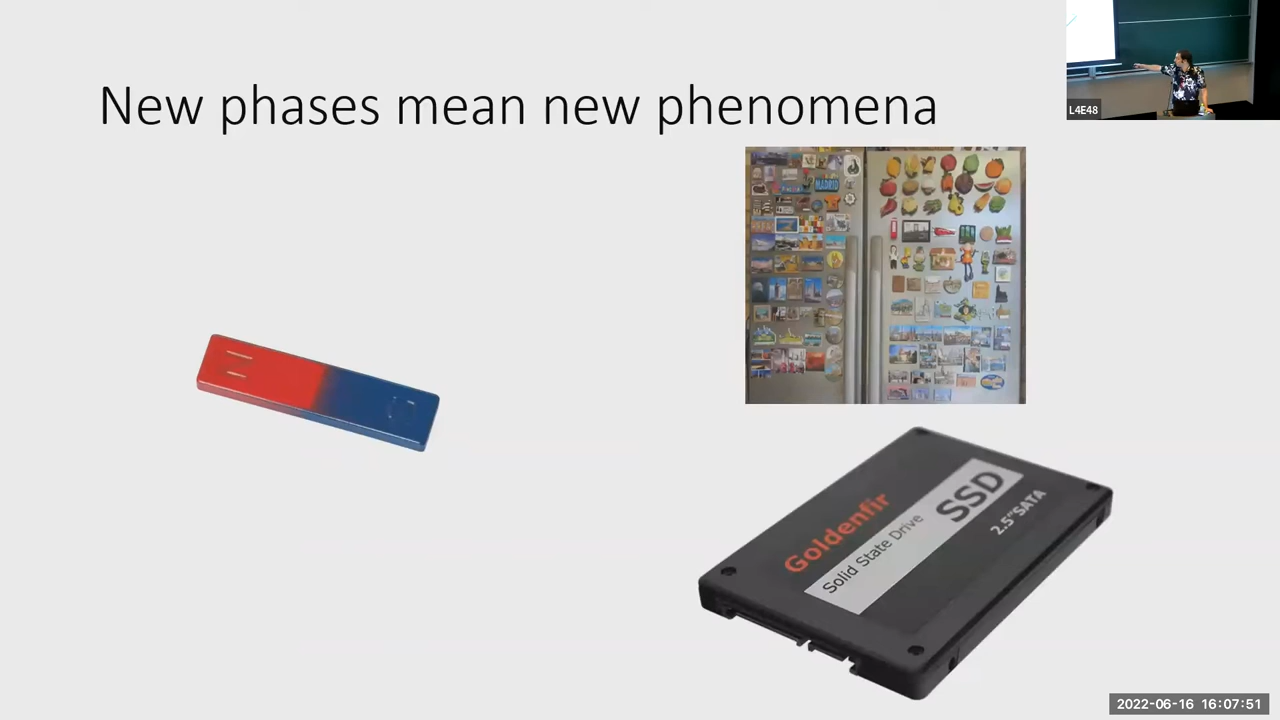 New phases mean new phenomena
L4E48
MADRID
Goldenfir
Solid State Drive
SSD
2.5"SATA
2022-06-16 16:07:51